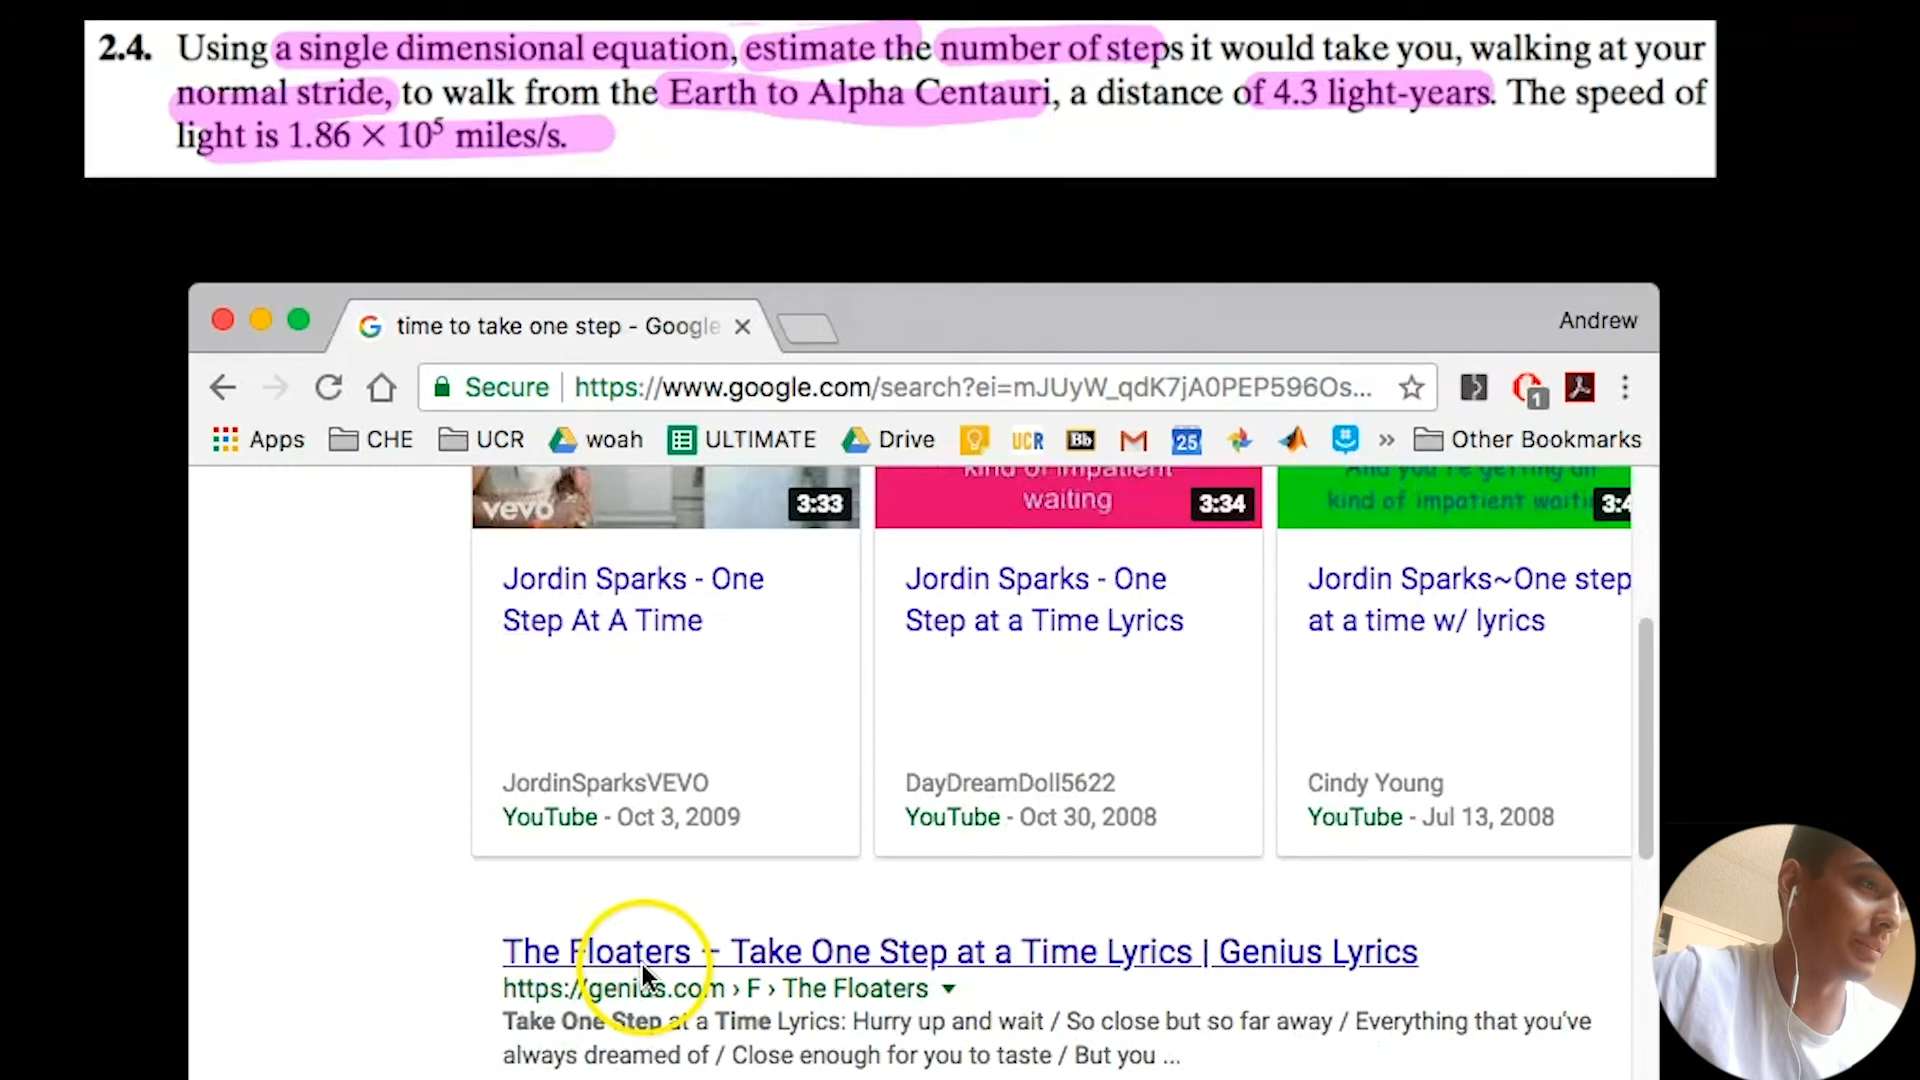 2.4. Using a single dimensional equation, estimate the number of steps it would take you, walking at your
normal stride, to walk from the Earth to Alpha Centauri, a distance of 4.3 light-years. The speed of
light is 1.86 × 10⁵ miles/s.
time to take one step - Google
Andrew
Secure https://www.google.com/search?ei=mJUyW_qdK7jA0PEP596Os...
1
Apps CHE UCR woah ULTIMATE Drive UCR Bb 25 » Other Bookmarks
kind of impatient
waiting
And you're getting all
kind of impatient waiti
vevo
3:33
3:34
3:4
Jordin Sparks - One
Step At A Time
JordinSparksVEVO
YouTube - Oct 3, 2009
Jordin Sparks - One
Step at a Time Lyrics
DayDreamDoll5622
YouTube - Oct 30, 2008
Jordin Sparks~One step
at a time w/ lyrics
Cindy Young
YouTube - Jul 13, 2008
The Floaters – Take One Step at a Time Lyrics | Genius Lyrics
https://genius.com › F › The Floaters
Take One Step at a Time Lyrics: Hurry up and wait / So close but so far away / Everything that you've
always dreamed of / Close enough for you to taste / But you ...